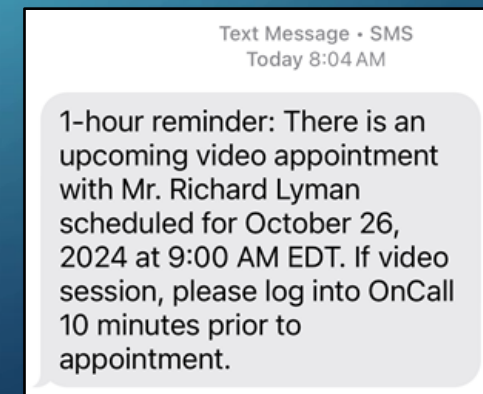 Text Message • SMS
Today 8:04 AM
1-hour reminder: There is an
upcoming video appointment
with Mr. Richard Lyman
scheduled for October 26,
2024 at 9:00 AM EDT. If video
session, please log into OnCall
10 minutes prior to
appointment.